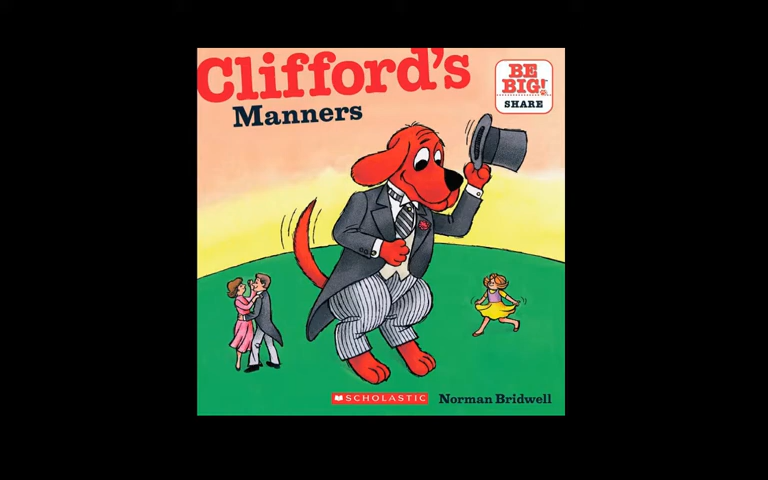 Clifford's
Manners
BE
BIG!
SHARE
SCHOLASTIC
Norman Bridwell